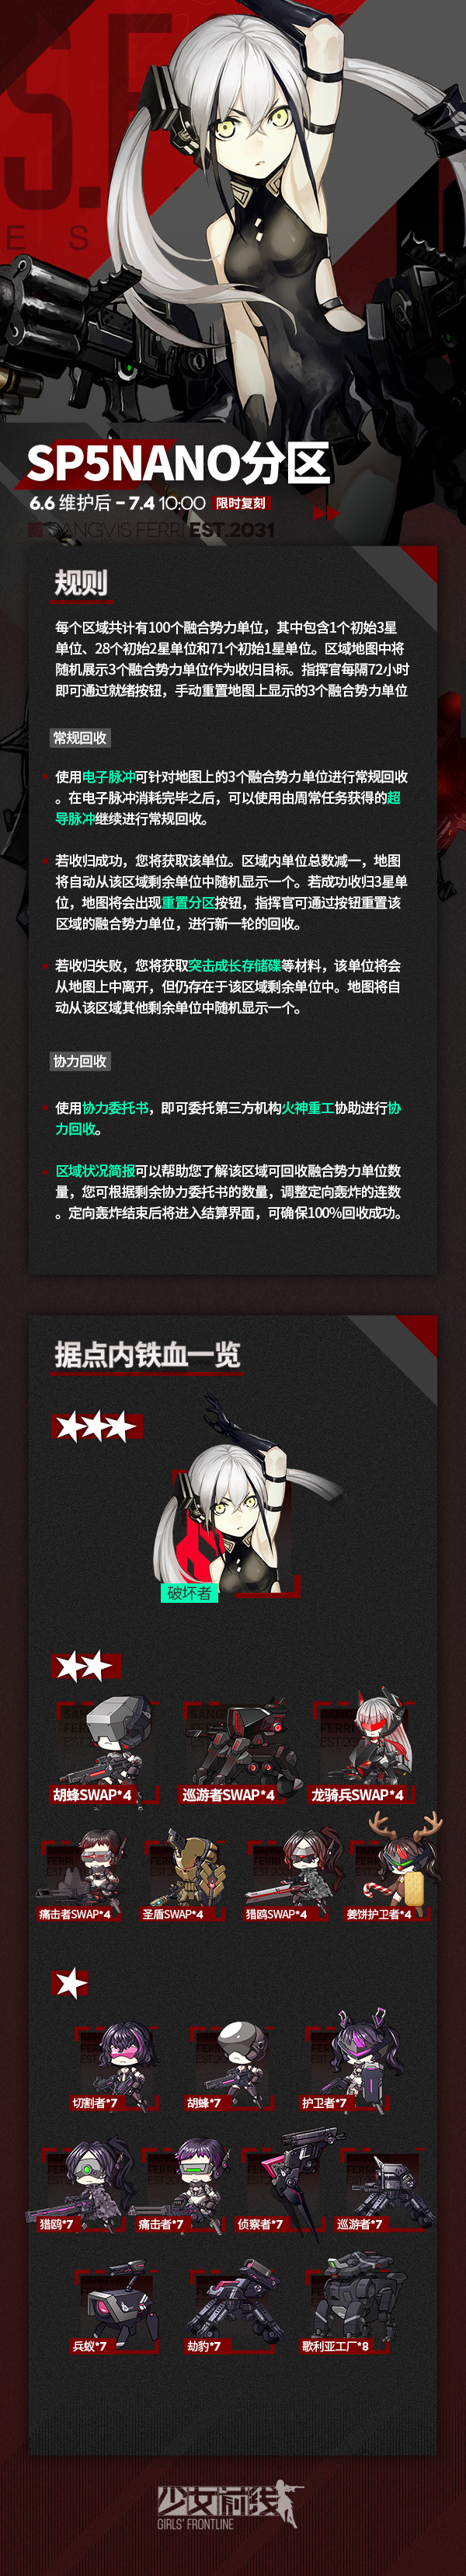 S.F
E S
SP5NANO分区
6.6 维护后 - 7.4 10:00 限时复刻
SANGVIS FERRI EST.2031
规则
每个区域共计有100个融合势力单位，其中包含1个初始3星
单位、28个初始2星单位和71个初始1星单位。区域地图中将
随机展示3个融合势力单位作为收归目标。指挥官每隔72小时
即可通过就绪按钮，手动重置地图上显示的3个融合势力单位
常规回收
使用电子脉冲可针对地图上的3个融合势力单位进行常规回收
。在电子脉冲消耗完毕之后，可以使用由周常任务获得的超
导脉冲继续进行常规回收。
若收归成功，您将获取该单位。区域内单位总数减一，地图
将自动从该区域剩余单位中随机显示一个。若成功收归3星单
位，地图将会出现重置分区按钮，指挥官可通过按钮重置该
区域的融合势力单位，进行新一轮的回收。
若收归失败，您将获取突击成长存储碟等材料，该单位将会
从地图上中离开，但仍存在于该区域剩余单位中。地图将自
动从该区域其他剩余单位中随机显示一个。
协力回收
使用协力委托书，即可委托第三方机构火神重工协助进行协
力回收。
区域状况简报可以帮助您了解该区域可回收融合势力单位数
量，您可根据剩余协力委托书的数量，调整定向轰炸的连数
。定向轰炸结束后将进入结算界面，可确保100%回收成功。
据点内铁血一览
破坏者
胡蜂SWAP*4 巡游者SWAP*4 龙骑兵SWAP*4
痛击者SWAP*4 圣盾SWAP*4 猎鸥SWAP*4 姜饼护卫者*4
切割者*7 胡蜂*7 护卫者*7
猎鸥*7 痛击者*7 侦察者*7 巡游者*7
兵蚁*7 劫豹*7 歌利亚工厂*8
少女前线
GIRLS' FRONTLINE